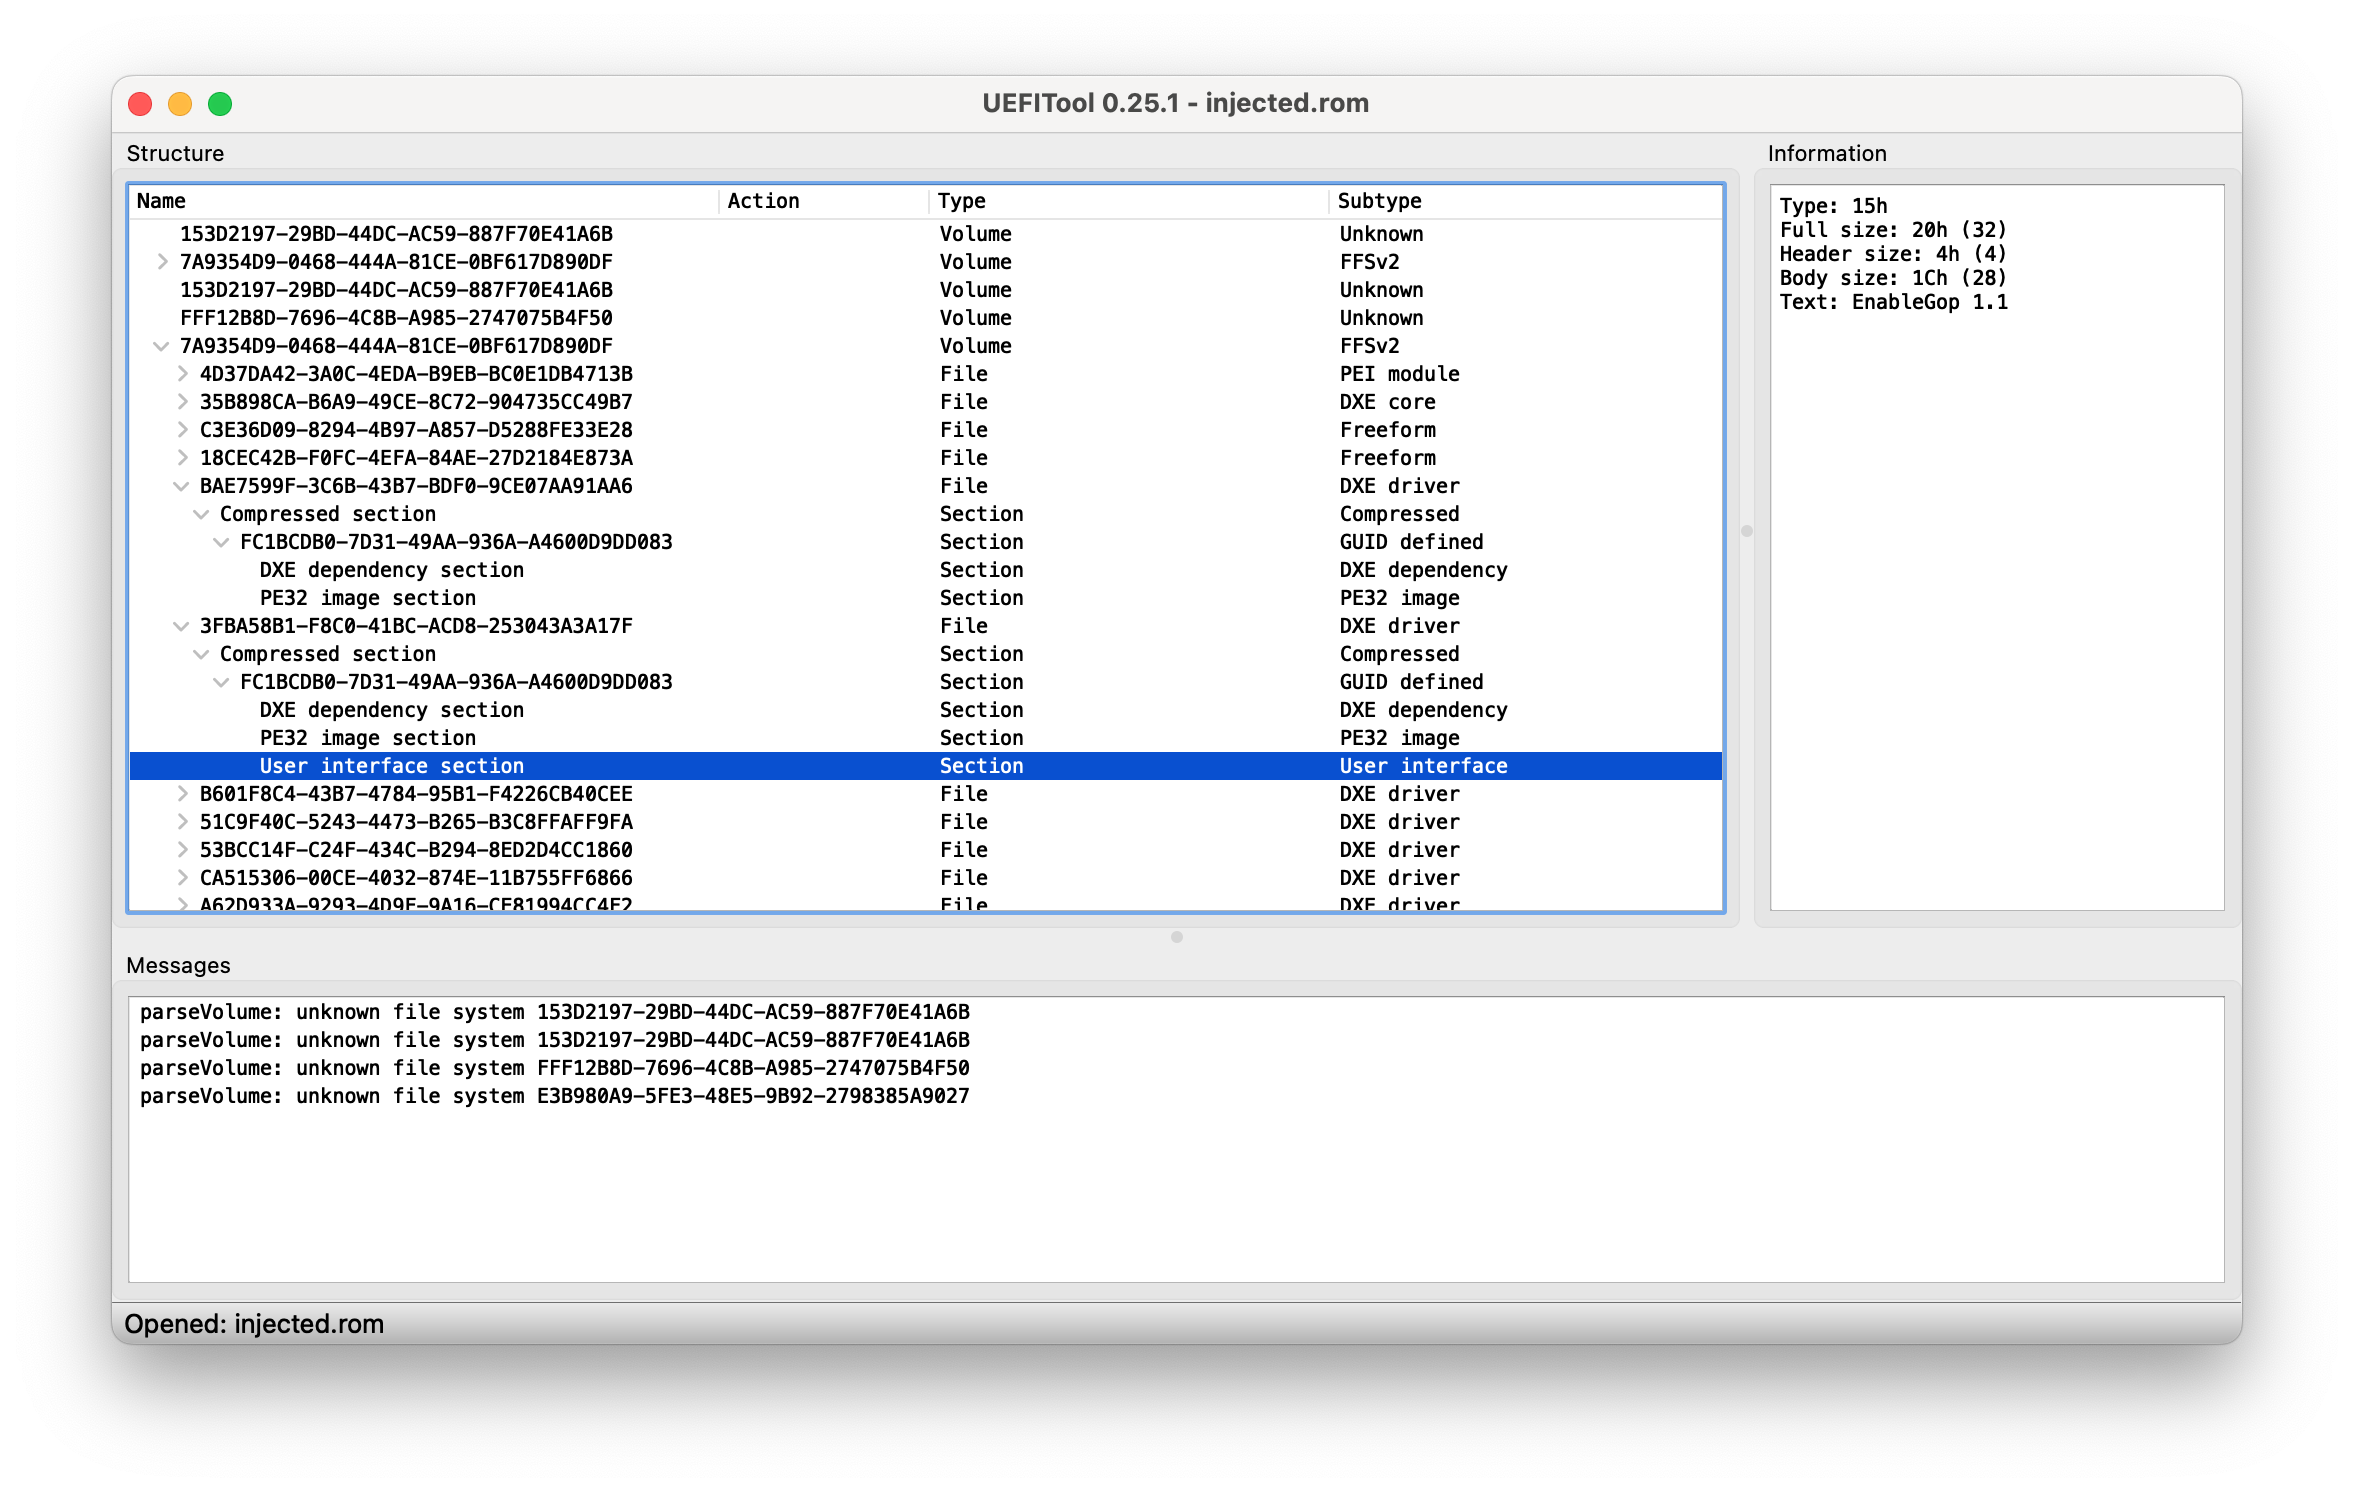 UEFITool 0.25.1 - injected.rom
Structure
Information
Name Action Type Subtype
153D2197-29BD-44DC-AC59-887F70E41A6B Volume Unknown
7A9354D9-0468-444A-81CE-0BF617D890DF Volume FFSv2
153D2197-29BD-44DC-AC59-887F70E41A6B Volume Unknown
FFF12B8D-7696-4C8B-A985-2747075B4F50 Volume Unknown
7A9354D9-0468-444A-81CE-0BF617D890DF Volume FFSv2
4D37DA42-3A0C-4EDA-B9EB-BC0E1DB4713B File PEI module
35B898CA-B6A9-49CE-8C72-904735CC49B7 File DXE core
C3E36D09-8294-4B97-A857-D5288FE33E28 File Freeform
18CEC42B-F0FC-4EFA-84AE-27D2184E873A File Freeform
BAE7599F-3C6B-43B7-BDF0-9CE07AA91AA6 File DXE driver
Compressed section Section Compressed
FC1BCDB0-7D31-49AA-936A-A4600D9DD083 Section GUID defined
DXE dependency section Section DXE dependency
PE32 image section Section PE32 image
3FBA58B1-F8C0-41BC-ACD8-253043A3A17F File DXE driver
Compressed section Section Compressed
FC1BCDB0-7D31-49AA-936A-A4600D9DD083 Section GUID defined
DXE dependency section Section DXE dependency
PE32 image section Section PE32 image
User interface section Section User interface
B601F8C4-43B7-4784-95B1-F4226CB40CEE File DXE driver
51C9F40C-5243-4473-B265-B3C8FFAFF9FA File DXE driver
53BCC14F-C24F-434C-B294-8ED2D4CC1860 File DXE driver
CA515306-00CE-4032-874E-11B755FF6866 File DXE driver
A62D933A-9293-4D9F-9A16-CE81994CC4F2 File DXE driver
Type: 15h
Full size: 20h (32)
Header size: 4h (4)
Body size: 1Ch (28)
Text: EnableGop 1.1
Messages
parseVolume: unknown file system 153D2197-29BD-44DC-AC59-887F70E41A6B
parseVolume: unknown file system 153D2197-29BD-44DC-AC59-887F70E41A6B
parseVolume: unknown file system FFF12B8D-7696-4C8B-A985-2747075B4F50
parseVolume: unknown file system E3B980A9-5FE3-48E5-9B92-2798385A9027
Opened: injected.rom